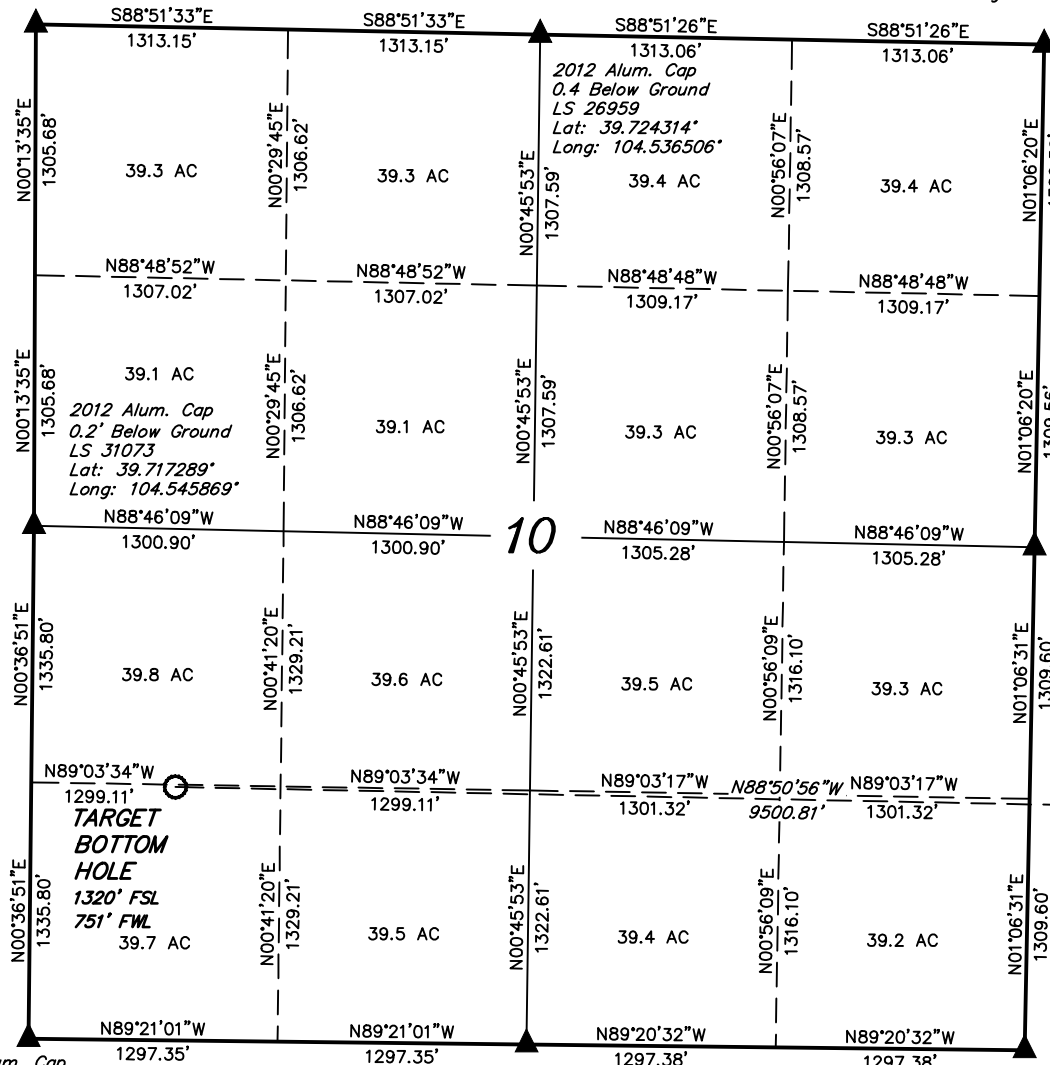 S88°51'33"E
S88°51'33"E
S88°51'26"E
S88°51'26"E
1313.15'
1313.15'
1313.06'
1313.06'
2012 Alum. Cap
0.4 Below Ground
LS 26959
Lat: 39.724314°
Long: 104.536506°
N00°13'35"E
1305.68'
N00°29'45"E
1306.62'
N00°45'53"E
1307.59'
N00°56'07"E
1308.57'
N01°06'20"E
39.3 AC
39.3 AC
39.4 AC
39.4 AC
N88°48'52"W
N88°48'52"W
N88°48'48"W
N88°48'48"W
1307.02'
1307.02'
1309.17'
1309.17'
N00°13'35"E
1305.68'
N00°29'45"E
1306.62'
N00°45'53"E
1307.59'
N00°56'07"E
1308.57'
N01°06'20"E
1309.56'
39.1 AC
39.1 AC
39.3 AC
39.3 AC
2012 Alum. Cap
0.2' Below Ground
LS 31073
Lat: 39.717289°
Long: 104.545869°
N88°46'09"W
N88°46'09"W
N88°46'09"W
N88°46'09"W
1300.90'
1300.90'
10
1305.28'
1305.28'
N00°36'51"E
1335.80'
N00°41'20"E
1329.21'
N00°45'53"E
1322.61'
N00°56'09"E
1316.10'
N01°06'31"E
1309.60'
39.8 AC
39.6 AC
39.5 AC
39.3 AC
N89°03'34"W
N89°03'34"W
N89°03'17"W
N88°50'56"W
N89°03'17"W
1299.11'
1299.11'
1301.32'
9500.81'
1301.32'
TARGET
BOTTOM
HOLE
1320' FSL
751' FWL
N00°36'51"E
1335.80'
N00°41'20"E
1329.21'
N00°45'53"E
1322.61'
N00°56'09"E
1316.10'
N01°06'31"E
1309.60'
39.7 AC
39.5 AC
39.4 AC
39.2 AC
N89°21'01"W
N89°21'01"W
N89°20'32"W
N89°20'32"W
1297.35'
1297.35'
1297.38'
1297.38'
Cap